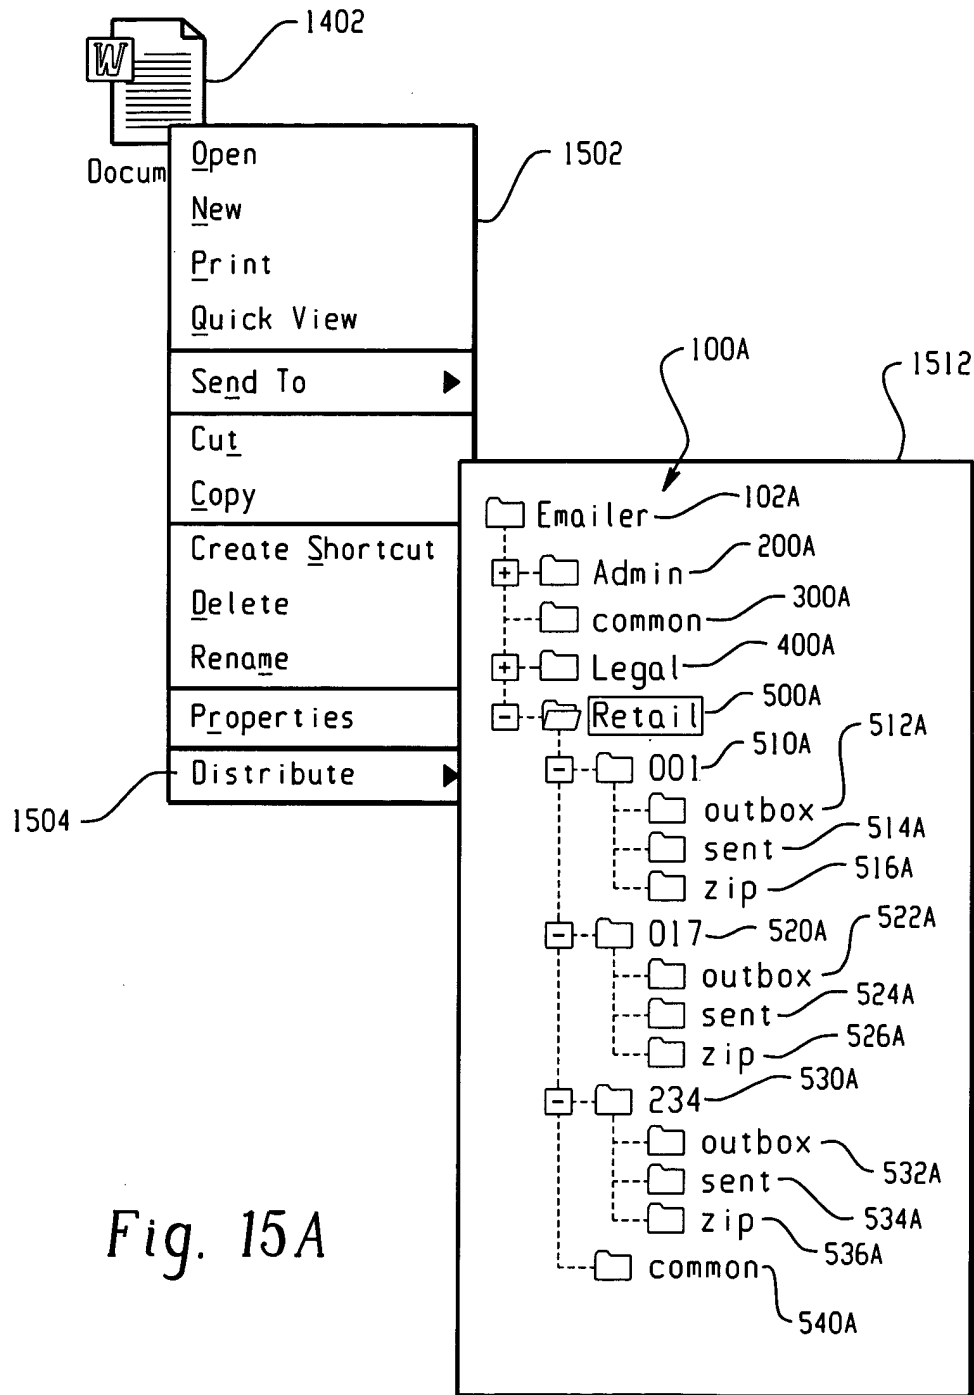 1402
W
Docum
Open
New
Print
Quick View
Send To
Cut
Copy
Create Shortcut
Delete
Rename
Properties
Distribute
1502
1504
100A
1512
Emailer 102A
Admin 200A
common 300A
Legal 400A
Retail 500A
001 510A
outbox 512A
sent 514A
zip 516A
017 520A
outbox 522A
sent 524A
zip 526A
234 530A
outbox 532A
sent 534A
zip 536A
common 540A
Fig. 15A